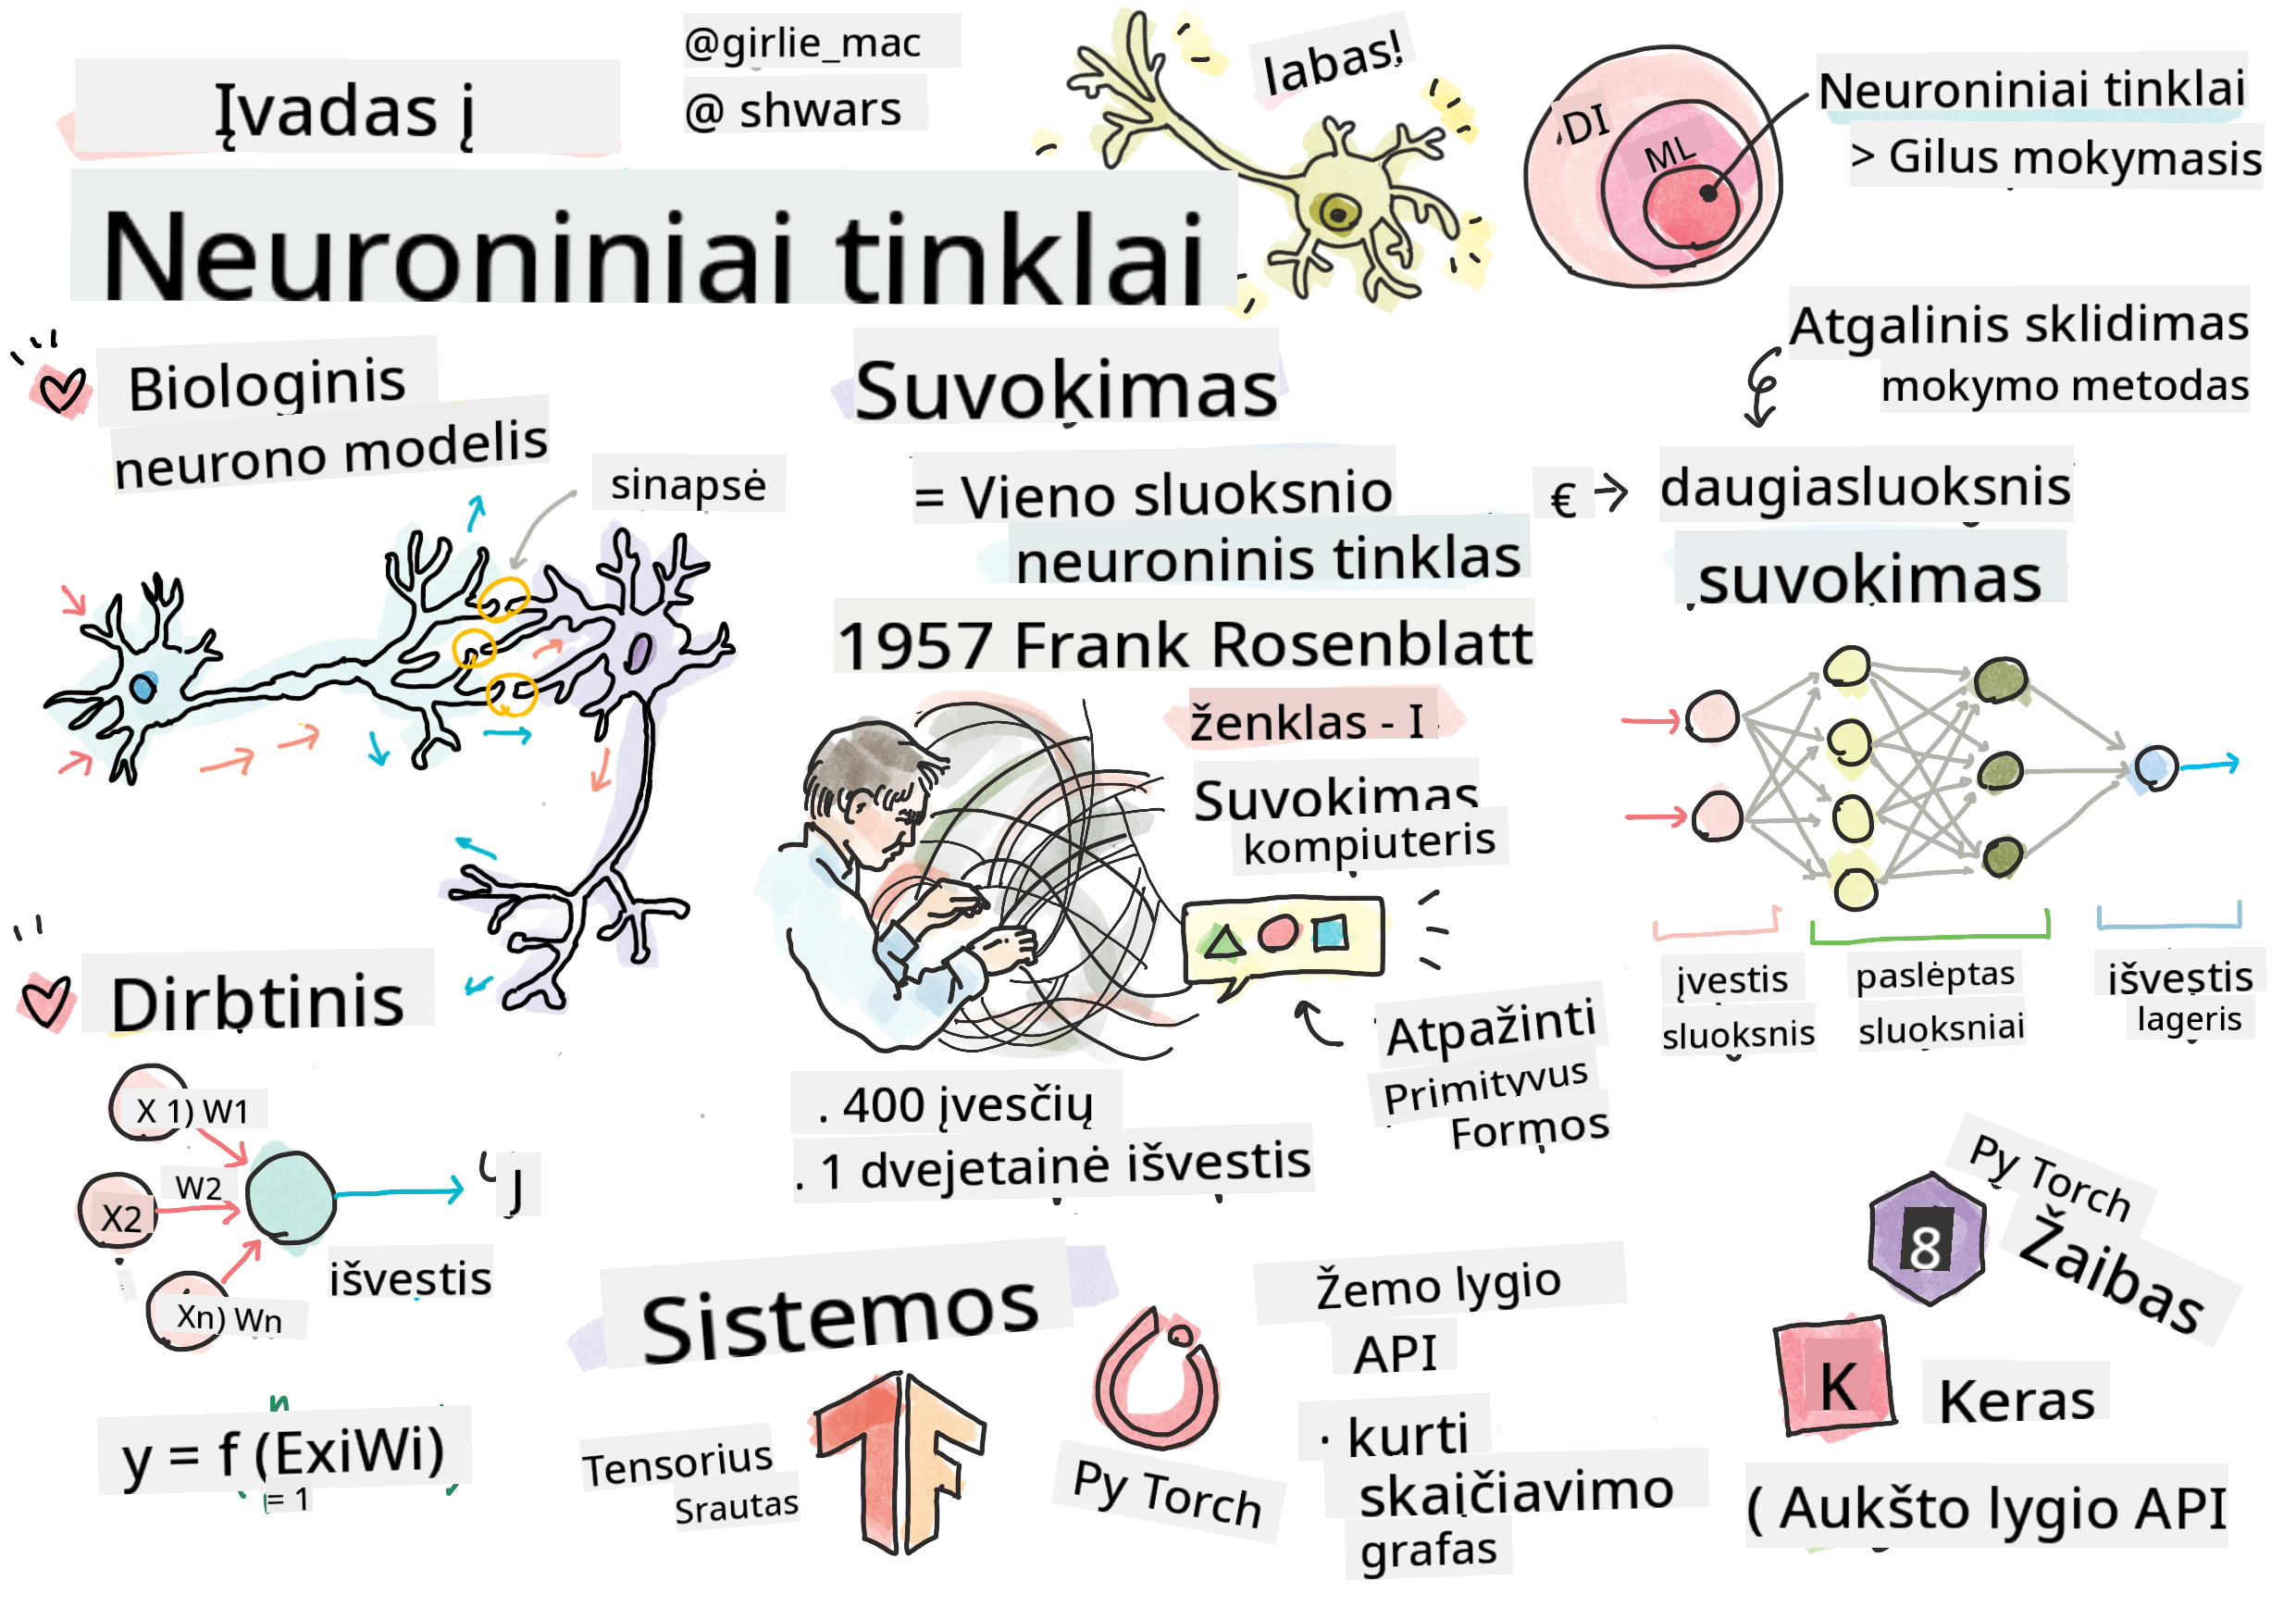 Įvadas į
Neuroniniai tinklai
@girlie_mac
@ shwars
labas!
DI
ML
Neuroniniai tinklai
> Gilus mokymasis
Biologinis
neurono modelis
sinapsė
Suvokimas
= Vieno sluoksnio
neuroninis tinklas
1957 Frank Rosenblatt
ženklas - I
Suvokimas
kompiuteris
Atpažinti
Primityvus
Formos
. 400 įvesčių
. 1 dvejetainė išvestis
Atgalinis sklidimas
mokymo metodas
€
daugiasluoksnis
suvokimas
įvestis
sluoksnis
paslėptas
sluoksniai
išvestis
lageris
Dirbtinis
X 1) W1
W2
X2
Xn) Wn
J
išvestis
n
y = f (ExiWi)
= 1
Sistemos
Tensorius
Srautas
TF
Py Torch
Žemo lygio
API
· kurti
skaičiavimo
grafas
Py Torch
Žaibas
8
K
Keras
( Aukšto lygio API